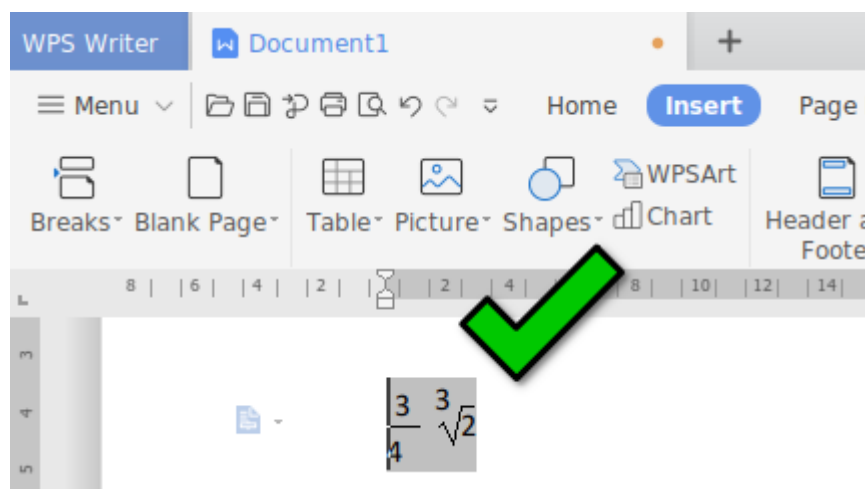 WPS Writer Document1 +
Menu Home Insert Page
WPSArt
Breaks Blank Page Table Picture Shapes Chart Header a
Foote
8 6 4 2 2 4 8 10 12 14
3
4
5
3/4 ∛2